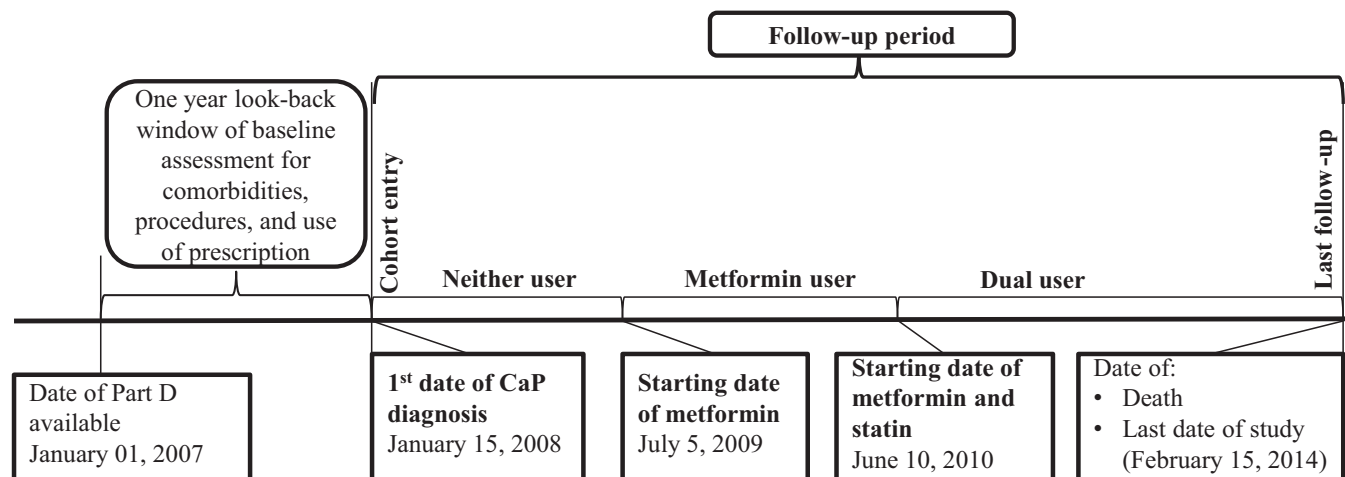 Follow-up period
One year look-back
window of baseline
assessment for
comorbidities,
procedures, and use
of prescription
Cohort entry
Last follow-up
Neither user
Metformin user
Dual user
Date of Part D
available
January 01, 2007
1st date of CaP
diagnosis
January 15, 2008
Starting date
of metformin
July 5, 2009
Starting date of
metformin and
statin
June 10, 2010
Date of:
• Death
• Last date of study
(February 15, 2014)